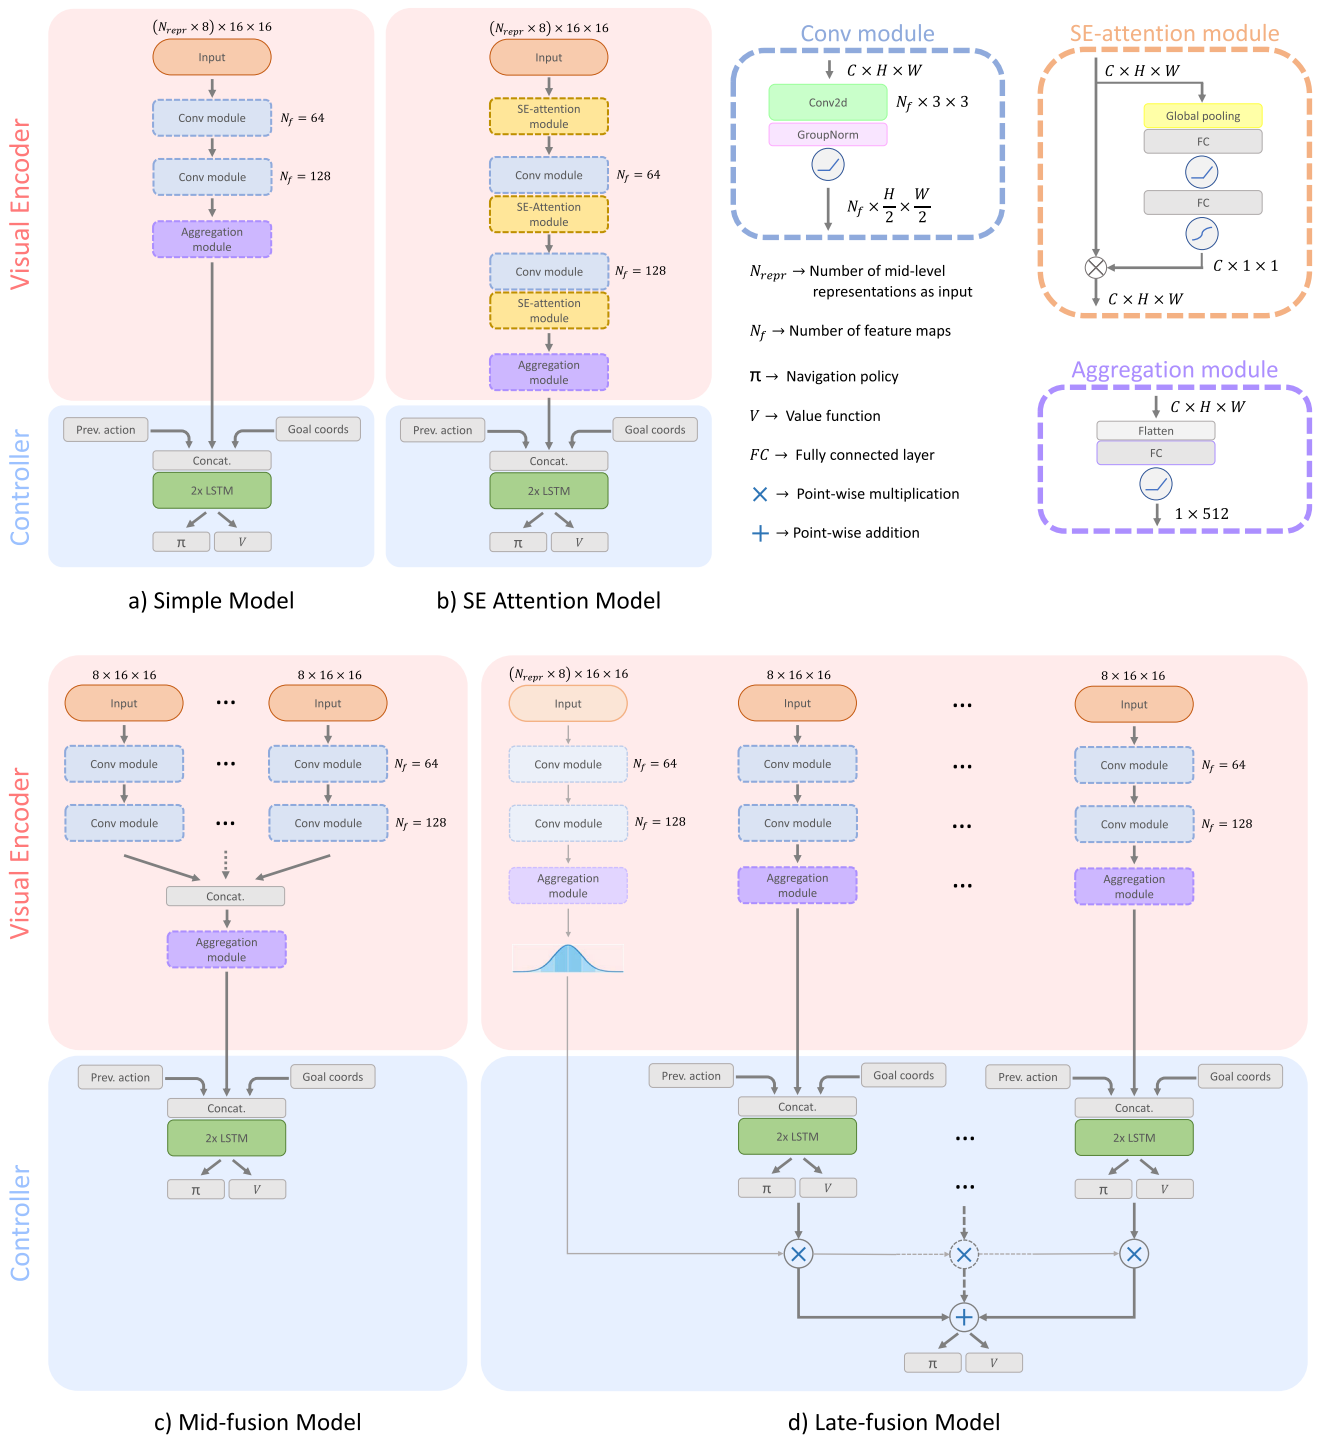 (N_repr × 8) × 16 × 16
Input
Conv module
N_f = 64
Conv module
N_f = 128
Aggregation
module
Visual Encoder
Prev. action
Goal coords
Concat.
2x LSTM
π
V
Controller
a) Simple Model
(N_repr × 8) × 16 × 16
Input
SE-attention
module
Conv module
N_f = 64
SE-Attention
module
Conv module
N_f = 128
SE-attention
module
Aggregation
module
Prev. action
Goal coords
Concat.
2x LSTM
π
V
b) SE Attention Model
Conv module
C × H × W
Conv2d
N_f × 3 × 3
GroupNorm
N_f × H/2 × W/2
N_repr → Number of mid-level
representations as input
N_f → Number of feature maps
π → Navigation policy
V → Value function
FC → Fully connected layer
× → Point-wise multiplication
+ → Point-wise addition
SE-attention module
C × H × W
Global pooling
FC
FC
C × 1 × 1
C × H × W
Aggregation module
C × H × W
Flatten
FC
1 × 512
8 × 16 × 16
8 × 16 × 16
Input
...
Input
Conv module
...
Conv module
N_f = 64
Conv module
...
Conv module
N_f = 128
Concat.
Aggregation
module
Visual Encoder
Prev. action
Goal coords
Concat.
2x LSTM
π
V
Controller
c) Mid-fusion Model
(N_repr × 8) × 16 × 16
8 × 16 × 16
8 × 16 × 16
Input
Input
...
Input
Conv module
N_f = 64
Conv module
...
Conv module
N_f = 64
Conv module
N_f = 128
Conv module
...
Conv module
N_f = 128
Aggregation
module
Aggregation
module
...
Aggregation
module
Prev. action
Goal coords
Prev. action
Goal coords
Concat.
Concat.
2x LSTM
...
2x LSTM
π
V
...
π
V
π
V
d) Late-fusion Model